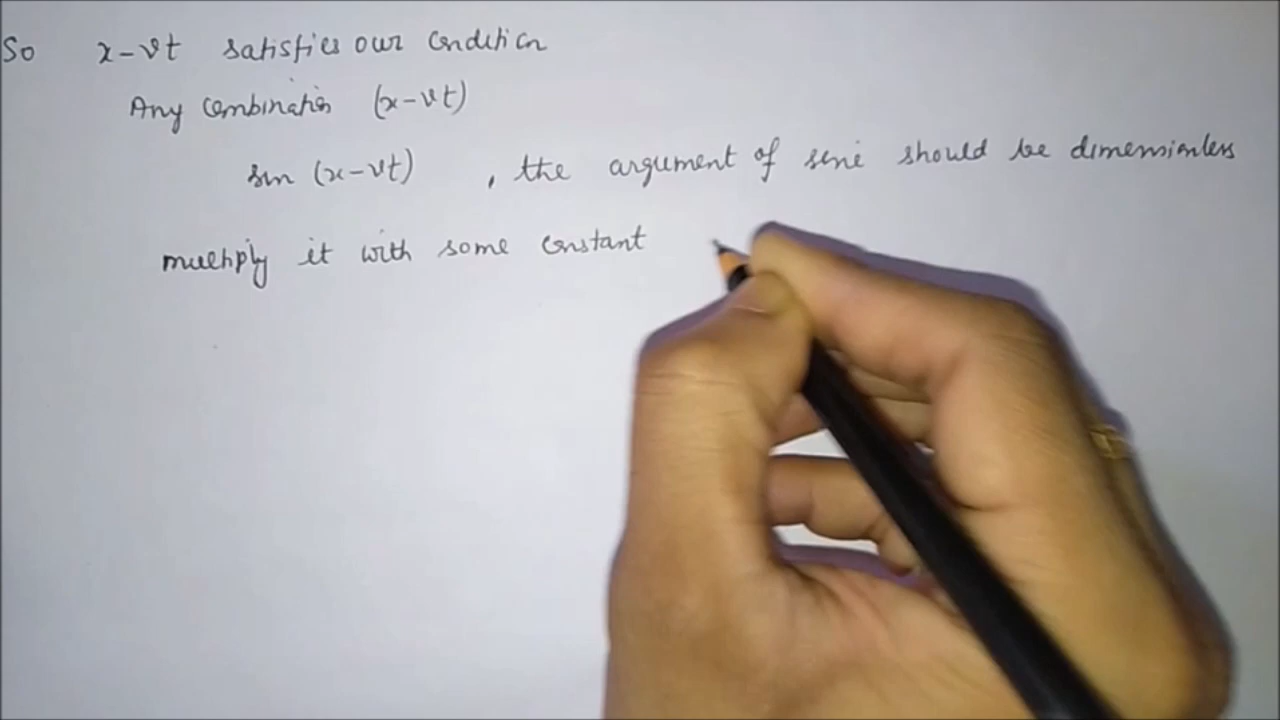 So x-vt satisfies our condition
Any combination (x-vt)
sin (x-vt) , the argument of sine should be dimensionless
multiply it with some constant